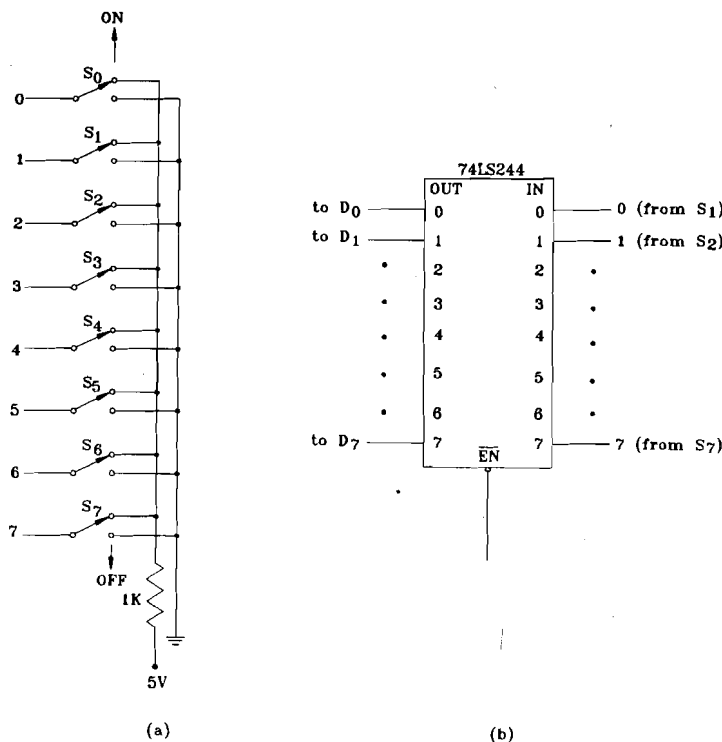 ON
S0
0
S1
1
S2
2
S3
3
S4
4
S5
5
S6
6
S7
7
OFF
1K
5V
(a)
74LS244
OUT IN
to D0 0 0 0 (from S1)
to D1 1 1 1 (from S2)
2 2
3 3
4 4
5 5
6 6
to D7 7 7 7 (from S7)
EN
(b)